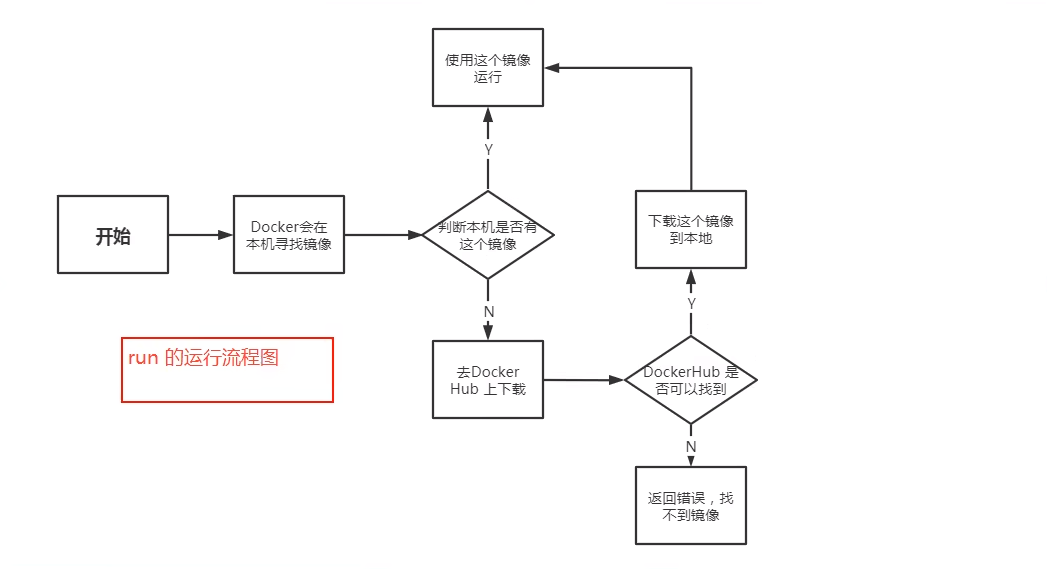 使用这个镜像
运行
Y
开始
Docker会在
本机寻找镜像
判断本机是否有
这个镜像
下载这个镜像
到本地
N
Y
run 的运行流程图
去Docker
Hub 上下载
DockerHub 是
否可以找到
N
返回错误，找
不到镜像